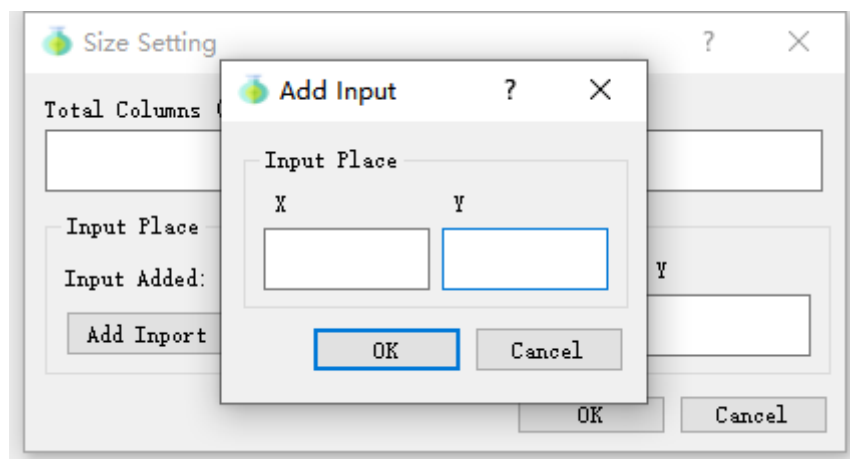 Size Setting
Total Columns (
Input Place
Input Added:
Add Inport
Y
OK
Cancel
Add Input
Input Place
X
Y
OK
Cancel